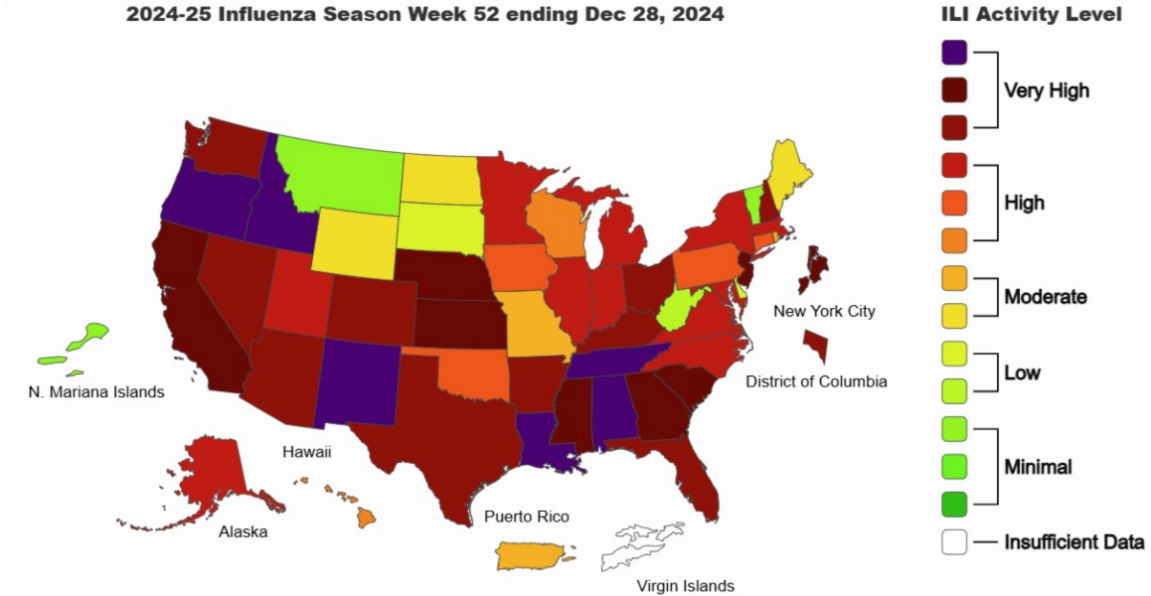 2024-25 Influenza Season Week 52 ending Dec 28, 2024
ILI Activity Level
Very High
High
Moderate
Low
Minimal
Insufficient Data
New York City
District of Columbia
N. Mariana Islands
Hawaii
Alaska
Puerto Rico
Virgin Islands